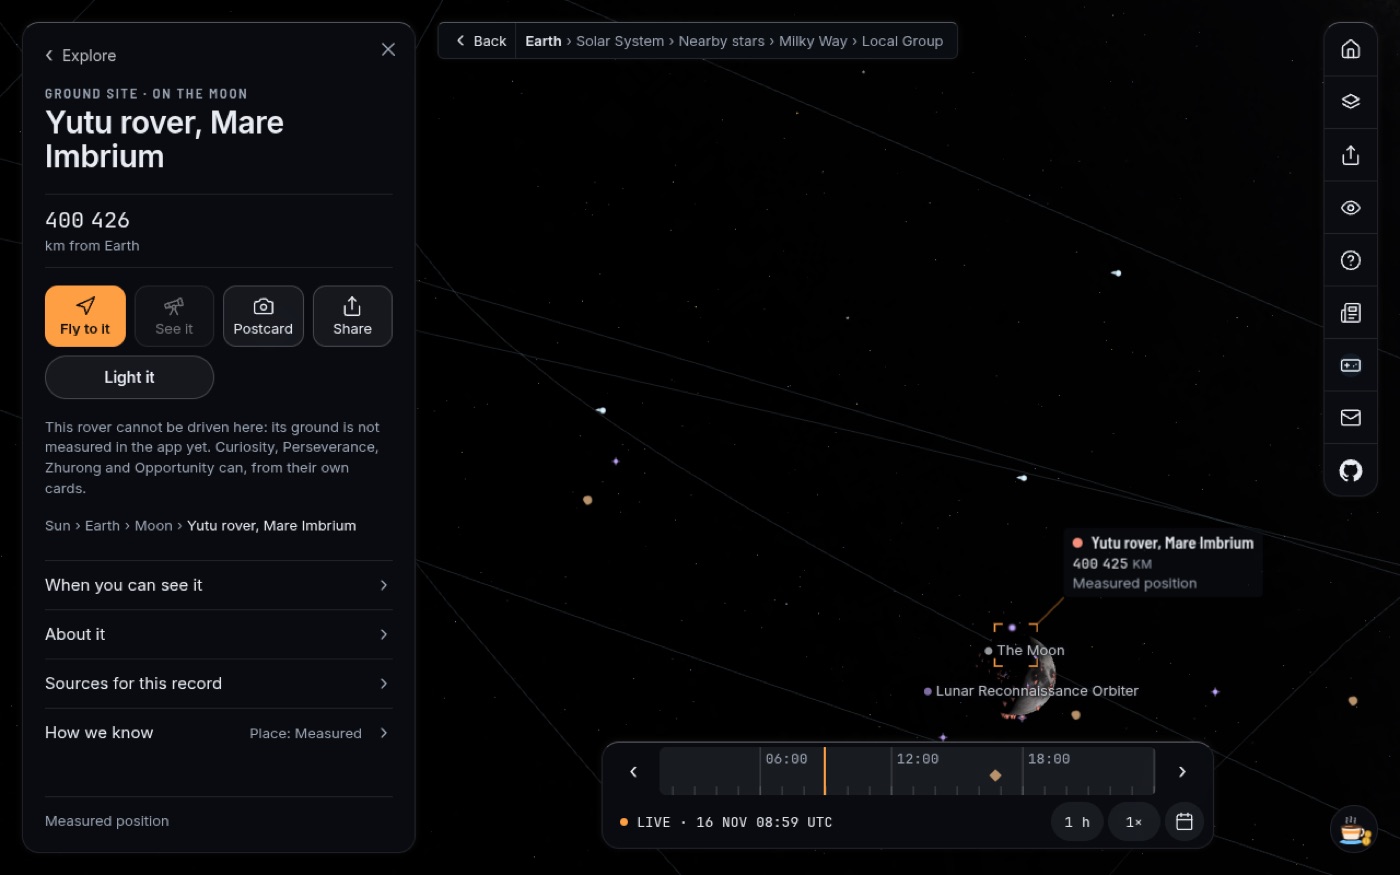 Explore
GROUND SITE · ON THE MOON
Yutu rover, Mare
Imbrium
400 426
km from Earth
Fly to it
See it
Postcard
Share
Light it
This rover cannot be driven here: its ground is not
measured in the app yet. Curiosity, Perseverance,
Zhurong and Opportunity can, from their own
cards.
Sun › Earth › Moon › Yutu rover, Mare Imbrium
When you can see it
About it
Sources for this record
How we know Place: Measured
Measured position
Back Earth › Solar System › Nearby stars › Milky Way › Local Group
Yutu rover, Mare Imbrium
400 425 KM
Measured position
The Moon
Lunar Reconnaissance Orbiter
06:00 12:00 18:00
LIVE · 16 NOV 08:59 UTC 1 h 1×